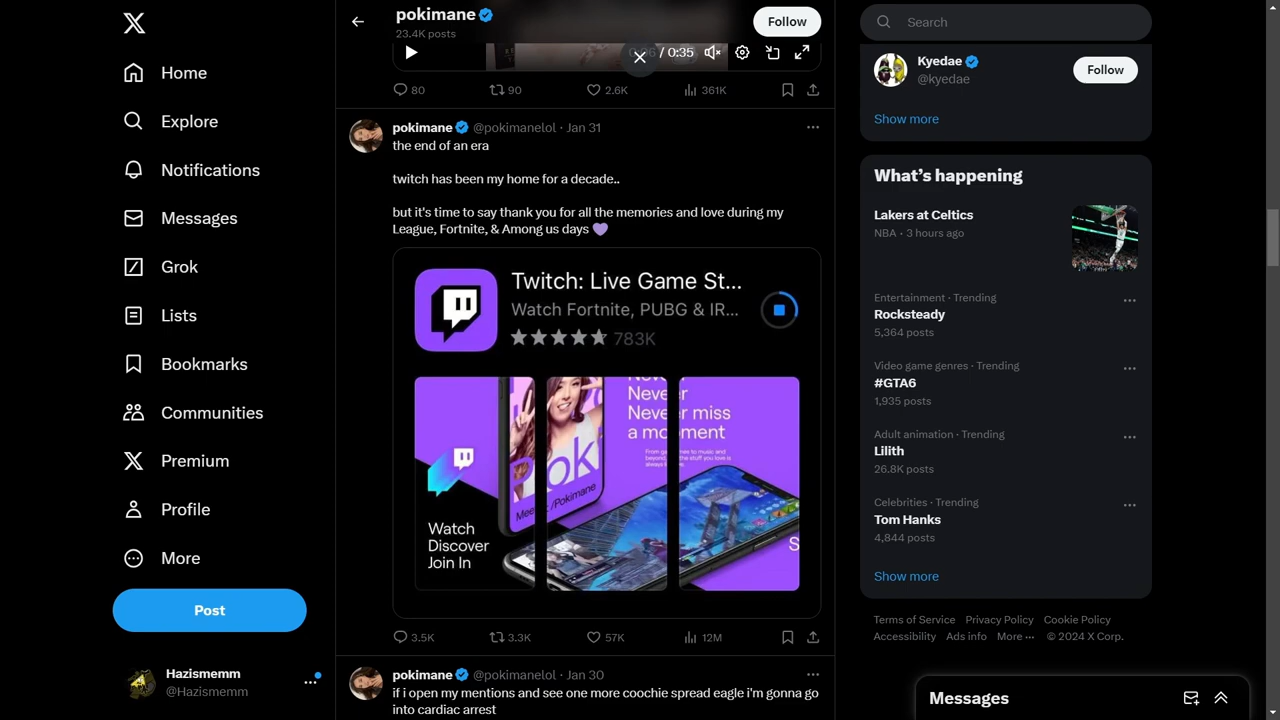 Home
Explore
Notifications
Messages
Grok
Lists
Bookmarks
Communities
Premium
Profile
More
Post
Hazismemm
@Hazismemm
pokimane
23.4K posts
Follow
/ 0:35
80
90
2.6K
361K
pokimane @pokimanelol · Jan 31
the end of an era
twitch has been my home for a decade..
but it's time to say thank you for all the memories and love during my
League, Fortnite, & Among us days 💜
Twitch: Live Game St...
Watch Fortnite, PUBG & IR...
783K
Watch
Discover
Join In
Pok
/Pokimane
Never
Never miss
a moment
S
3.5K
3.3K
57K
12M
pokimane @pokimanelol · Jan 30
if i open my mentions and see one more coochie spread eagle i'm gonna go
into cardiac arrest
Search
Kyedae
@kyedae
Follow
Show more
What's happening
Lakers at Celtics
NBA · 3 hours ago
Entertainment · Trending
Rocksteady
5,364 posts
Video game genres · Trending
#GTA6
1,935 posts
Adult animation · Trending
Lilith
26.8K posts
Celebrities · Trending
Tom Hanks
4,844 posts
Show more
Terms of Service Privacy Policy Cookie Policy
Accessibility Ads info More ··· © 2024 X Corp.
Messages